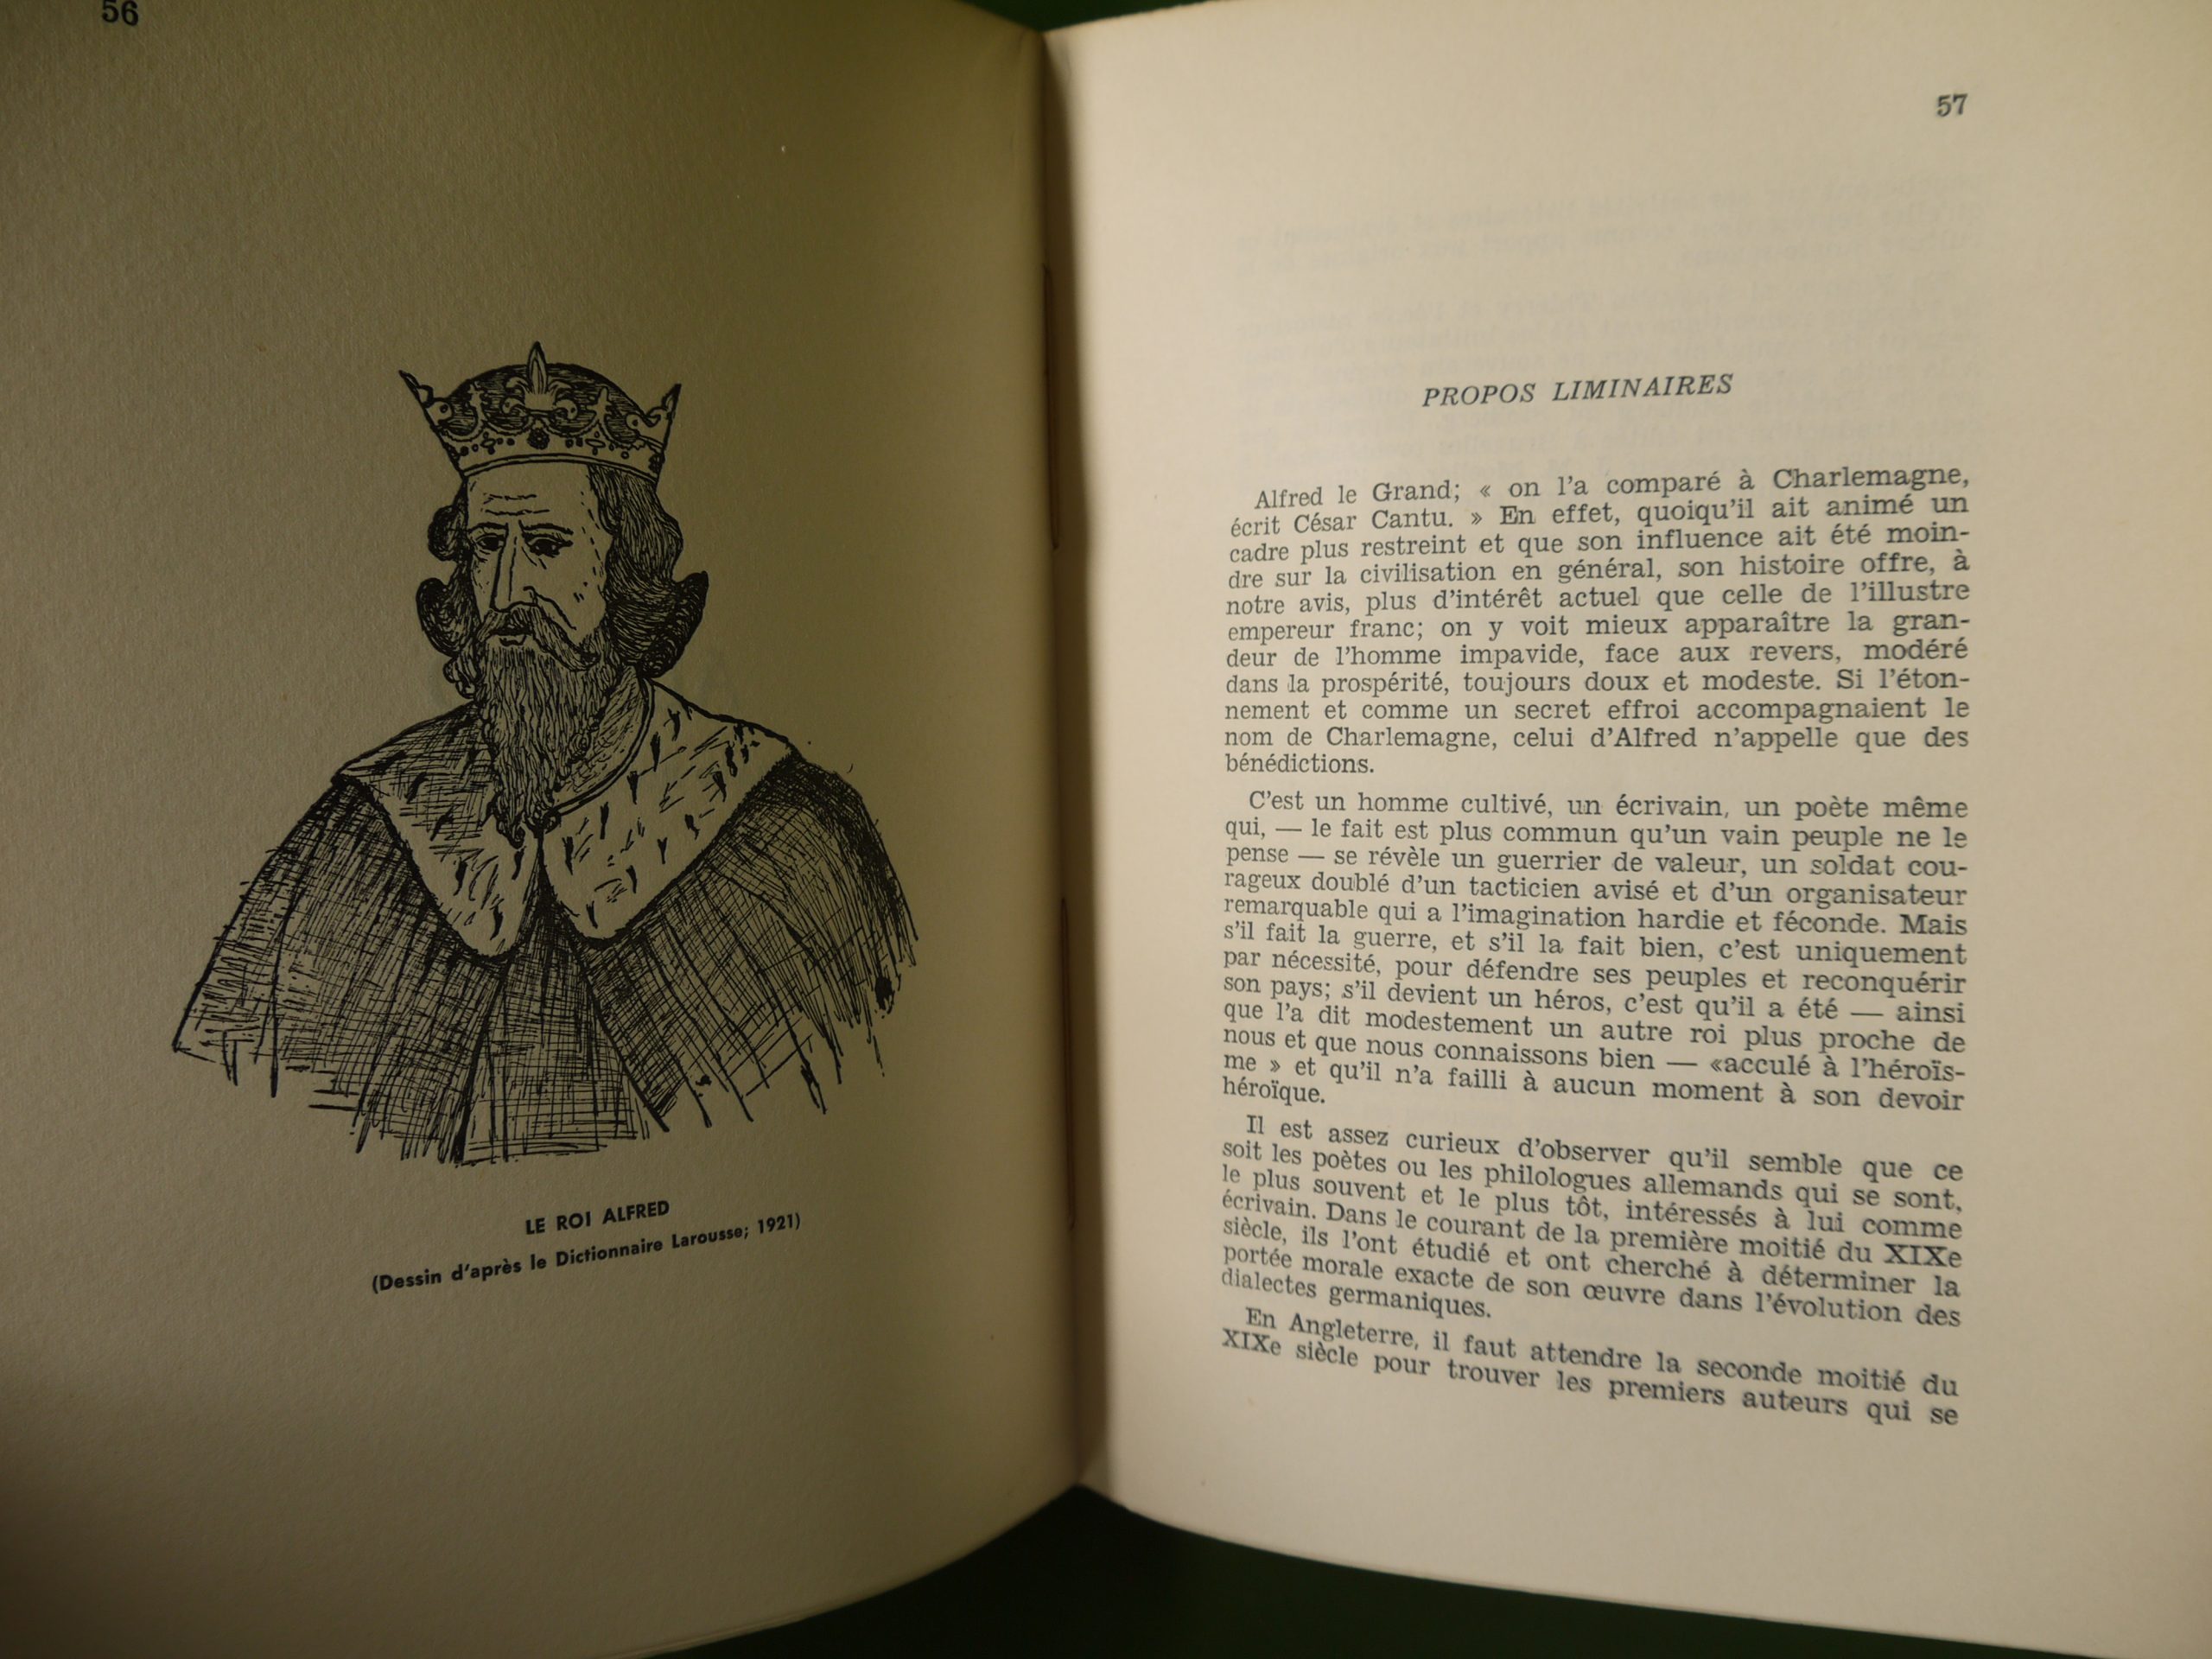 56
LE ROI ALFRED
(Dessin d'après le Dictionnaire Larousse; 1921)
57
PROPOS LIMINAIRES
Alfred le Grand; « on l'a comparé à Charlemagne,
écrit César Cantu. » En effet, quoiqu'il ait animé un
cadre plus restreint et que son influence ait été moin-
dre sur la civilisation en général, son histoire offre, à
notre avis, plus d'intérêt actuel que celle de l'illustre
empereur franc; on y voit mieux apparaître la gran-
deur de l'homme impavide, face aux revers, modéré
dans la prospérité, toujours doux et modeste. Si l'éton-
nement et comme un secret effroi accompagnaient le
nom de Charlemagne, celui d'Alfred n'appelle que des
bénédictions.
C'est un homme cultivé, un écrivain, un poète même
qui, — le fait est plus commun qu'un vain peuple ne le
pense — se révèle un guerrier de valeur, un soldat cou-
rageux doublé d'un tacticien avisé et d'un organisateur
remarquable qui a l'imagination hardie et féconde. Mais
s'il fait la guerre, et s'il la fait bien, c'est uniquement
par nécessité, pour défendre ses peuples et reconquérir
son pays; s'il devient un héros, c'est qu'il a été — ainsi
que l'a dit modestement un autre roi plus proche de
nous et que nous connaissons bien — «acculé à l'héroïs-
me » et qu'il n'a failli à aucun moment à son devoir
héroïque.
Il est assez curieux d'observer qu'il semble que ce
soit les poètes ou les philologues allemands qui se sont,
le plus souvent et le plus tôt, intéressés à lui comme
écrivain. Dans le courant de la première moitié du XIXe
siècle, ils l'ont étudié et ont cherché à déterminer la
portée morale exacte de son œuvre dans l'évolution des
dialectes germaniques.
En Angleterre, il faut attendre la seconde moitié du
XIXe siècle pour trouver les premiers auteurs qui se